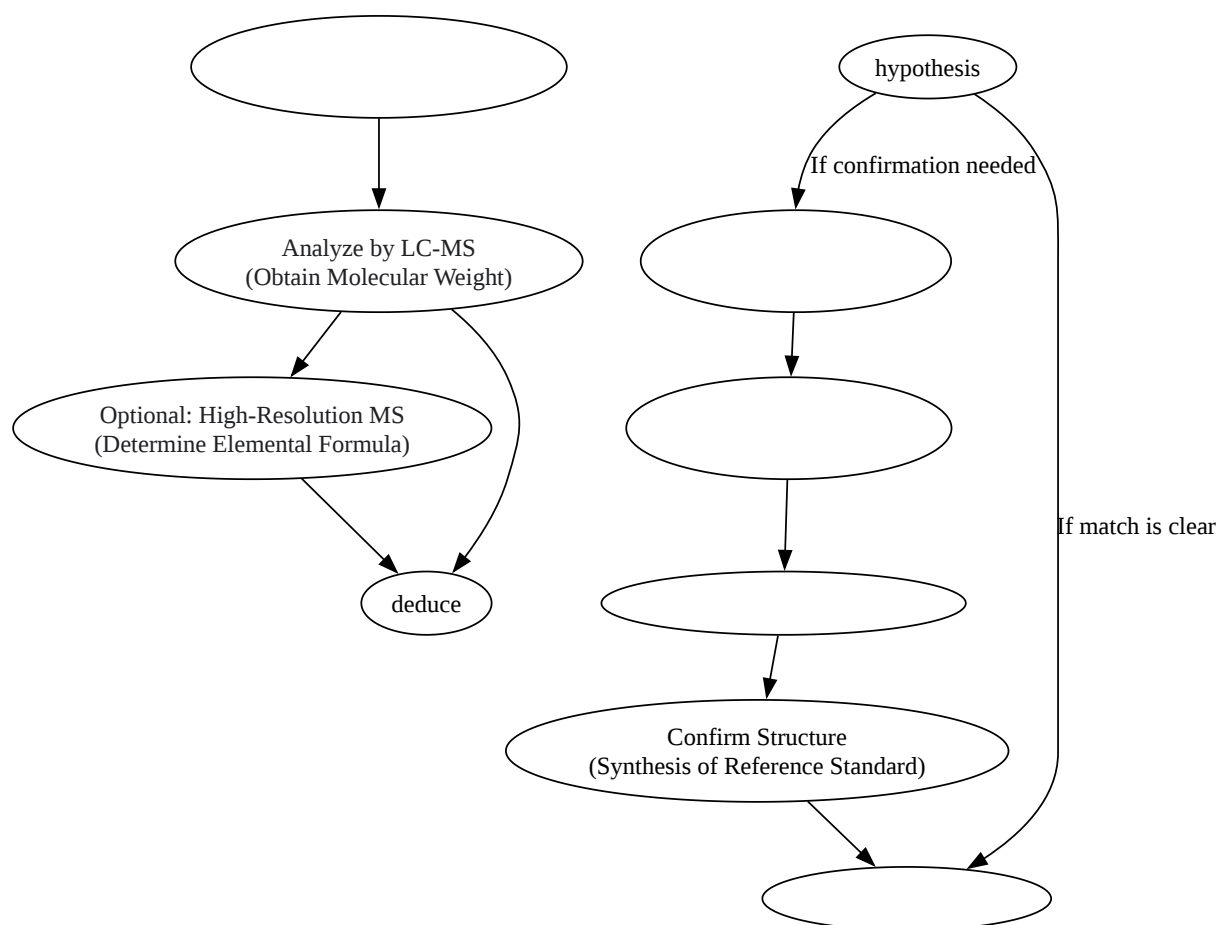 hypothesis
If confirmation needed
Analyze by LC-MS
(Obtain Molecular Weight)
Optional: High-Resolution MS
(Determine Elemental Formula)
If match is clear
deduce
Confirm Structure
(Synthesis of Reference Standard)